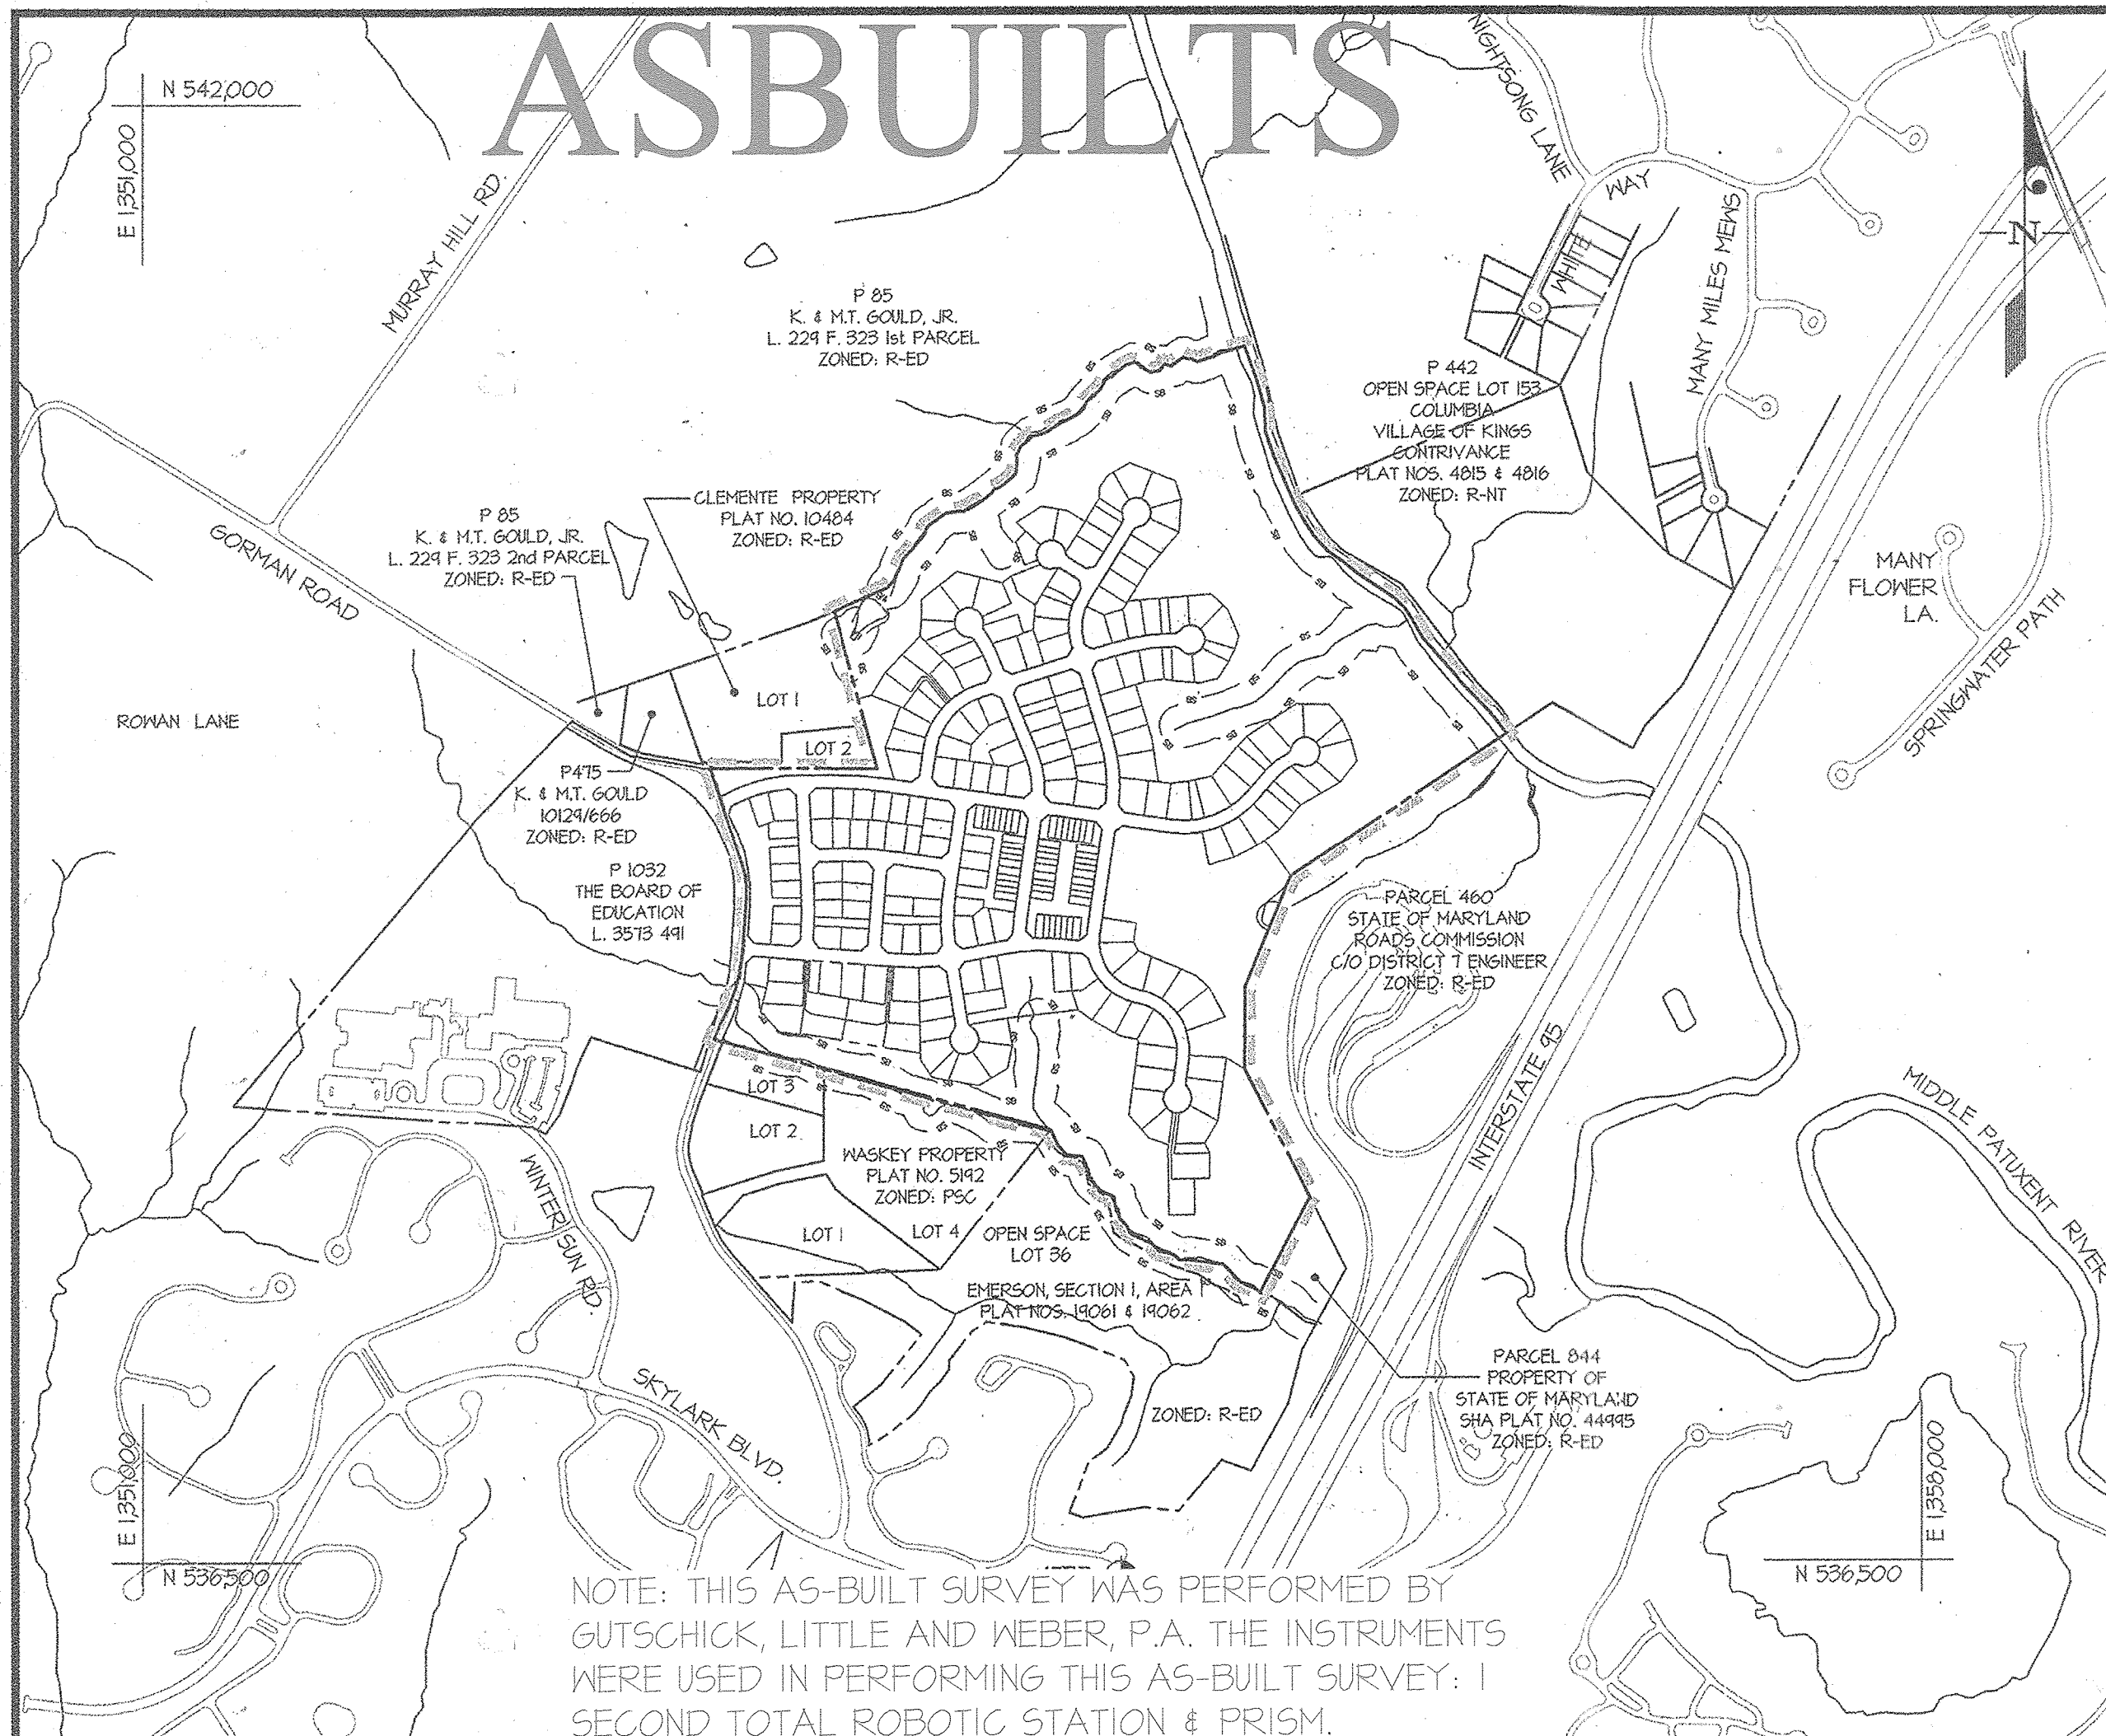 ASBUILTS
N 542,000
E 1,351,000
MURRAY HILL RD.
NIGHTSONG LANE
WHITE
WAY
MANY MILES MEWS
N
P 85
K. & M.T. GOULD, JR.
L. 229 F. 323 1st PARCEL
ZONED: R-ED
P 442
OPEN SPACE LOT 153
COLUMBIA
VILLAGE OF KINGS
CONTRIVANCE
PLAT NOS. 4815 & 4816
ZONED: R-NT
CLEMENTE PROPERTY
PLAT NO. 10484
ZONED: R-ED
P 85
K. & M.T. GOULD, JR.
L. 229 F. 323 2nd PARCEL
ZONED: R-ED
GORMAN ROAD
MANY
FLOWER
LA.
SPRINGWATER PATH
ROWAN LANE
LOT 1
LOT 2
P475
K. & M.T. GOULD
10129/666
ZONED: R-ED
P 1032
THE BOARD OF
EDUCATION
L. 3573 491
PARCEL 460
STATE OF MARYLAND
ROADS COMMISSION
C/O DISTRICT 7 ENGINEER
ZONED: R-ED
INTERSTATE 95
MIDDLE PATUXENT RIVER
LOT 3
LOT 2
WASKEY PROPERTY
PLAT NO. 5192
ZONED: PSC
LOT 1
LOT 4
OPEN SPACE
LOT 36
EMERSON, SECTION 1, AREA 1
PLAT NOS. 19061 & 19062
WINTER SUN RD.
SKYLARK BLVD.
ZONED: R-ED
PARCEL 844
PROPERTY OF
STATE OF MARYLAND
SHA PLAT NO. 44995
ZONED: R-ED
E 1,351,000
N 536,500
E 1,358,000
N 536,500
NOTE: THIS AS-BUILT SURVEY WAS PERFORMED BY
GUTSCHICK, LITTLE AND WEBER, P.A. THE INSTRUMENTS
WERE USED IN PERFORMING THIS AS-BUILT SURVEY: 1
SECOND TOTAL ROBOTIC STATION & PRISM.